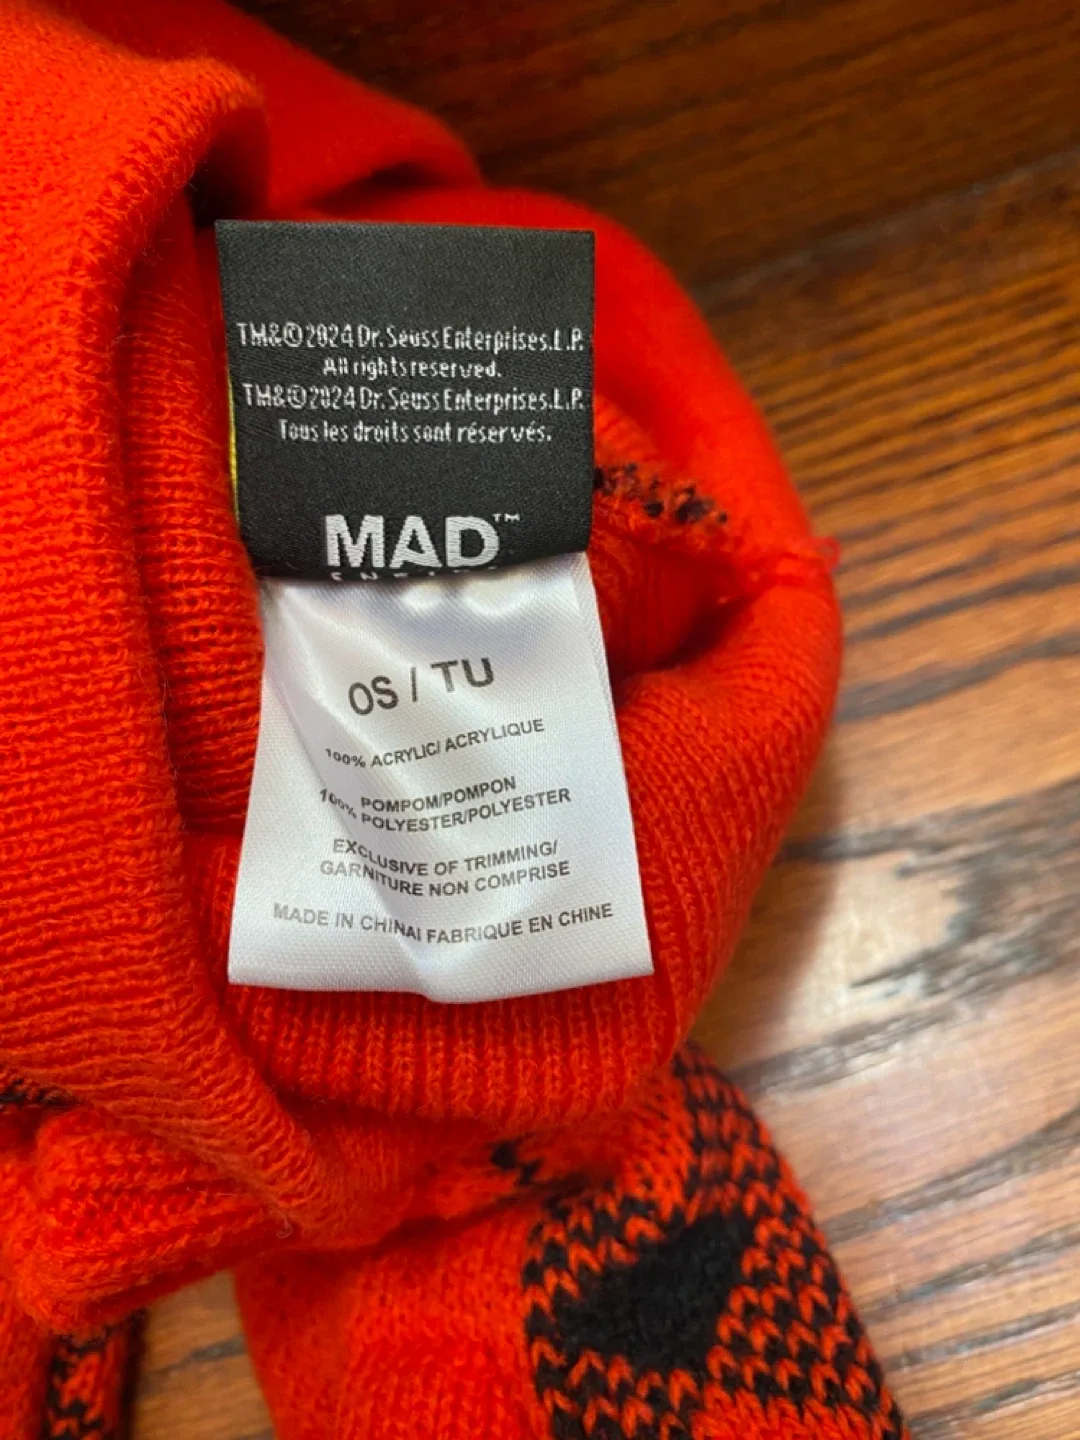 TM&©2024 Dr. Seuss Enterprises. L.P.
All rights reserved.
TM&©2024 Dr. Seuss Enterprises. L.P.
Tous les droits sont réservés.
MAD™
OS / TU
100% ACRYLIC/ ACRYLIQUE
100% POMPOM/POMPON
POLYESTER/POLYESTER
EXCLUSIVE OF TRIMMING/
GARNITURE NON COMPRISE
MADE IN CHINA/ FABRIQUE EN CHINE